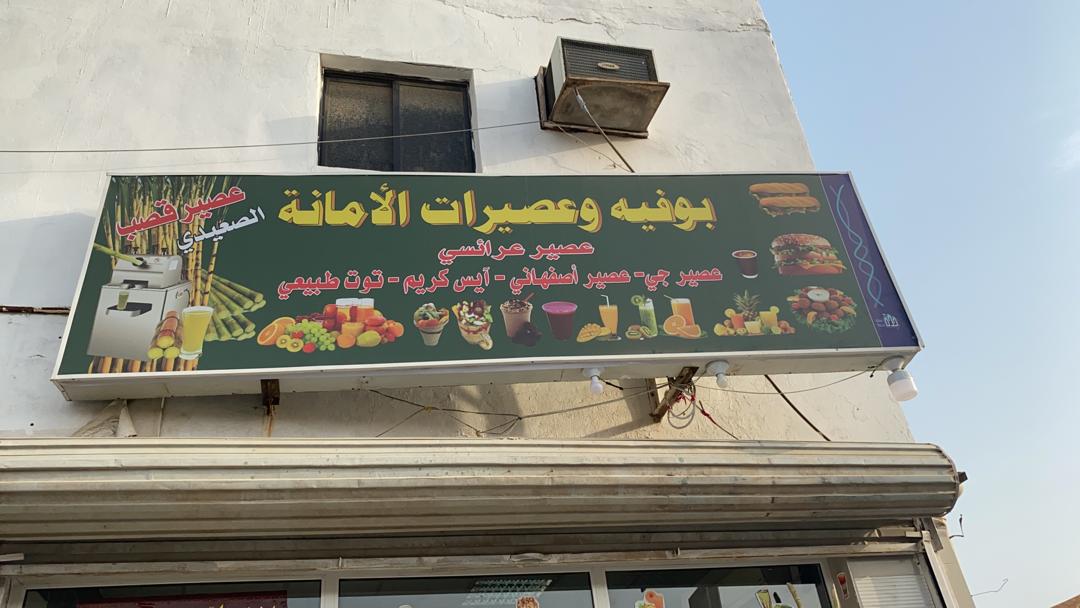 بوفيه وعصيرات الأمانة
عصير عرائسي
عصير جي - عصير أصفهاني - آيس كريم - توت طبيعي
عصير قصب
الصعيدي